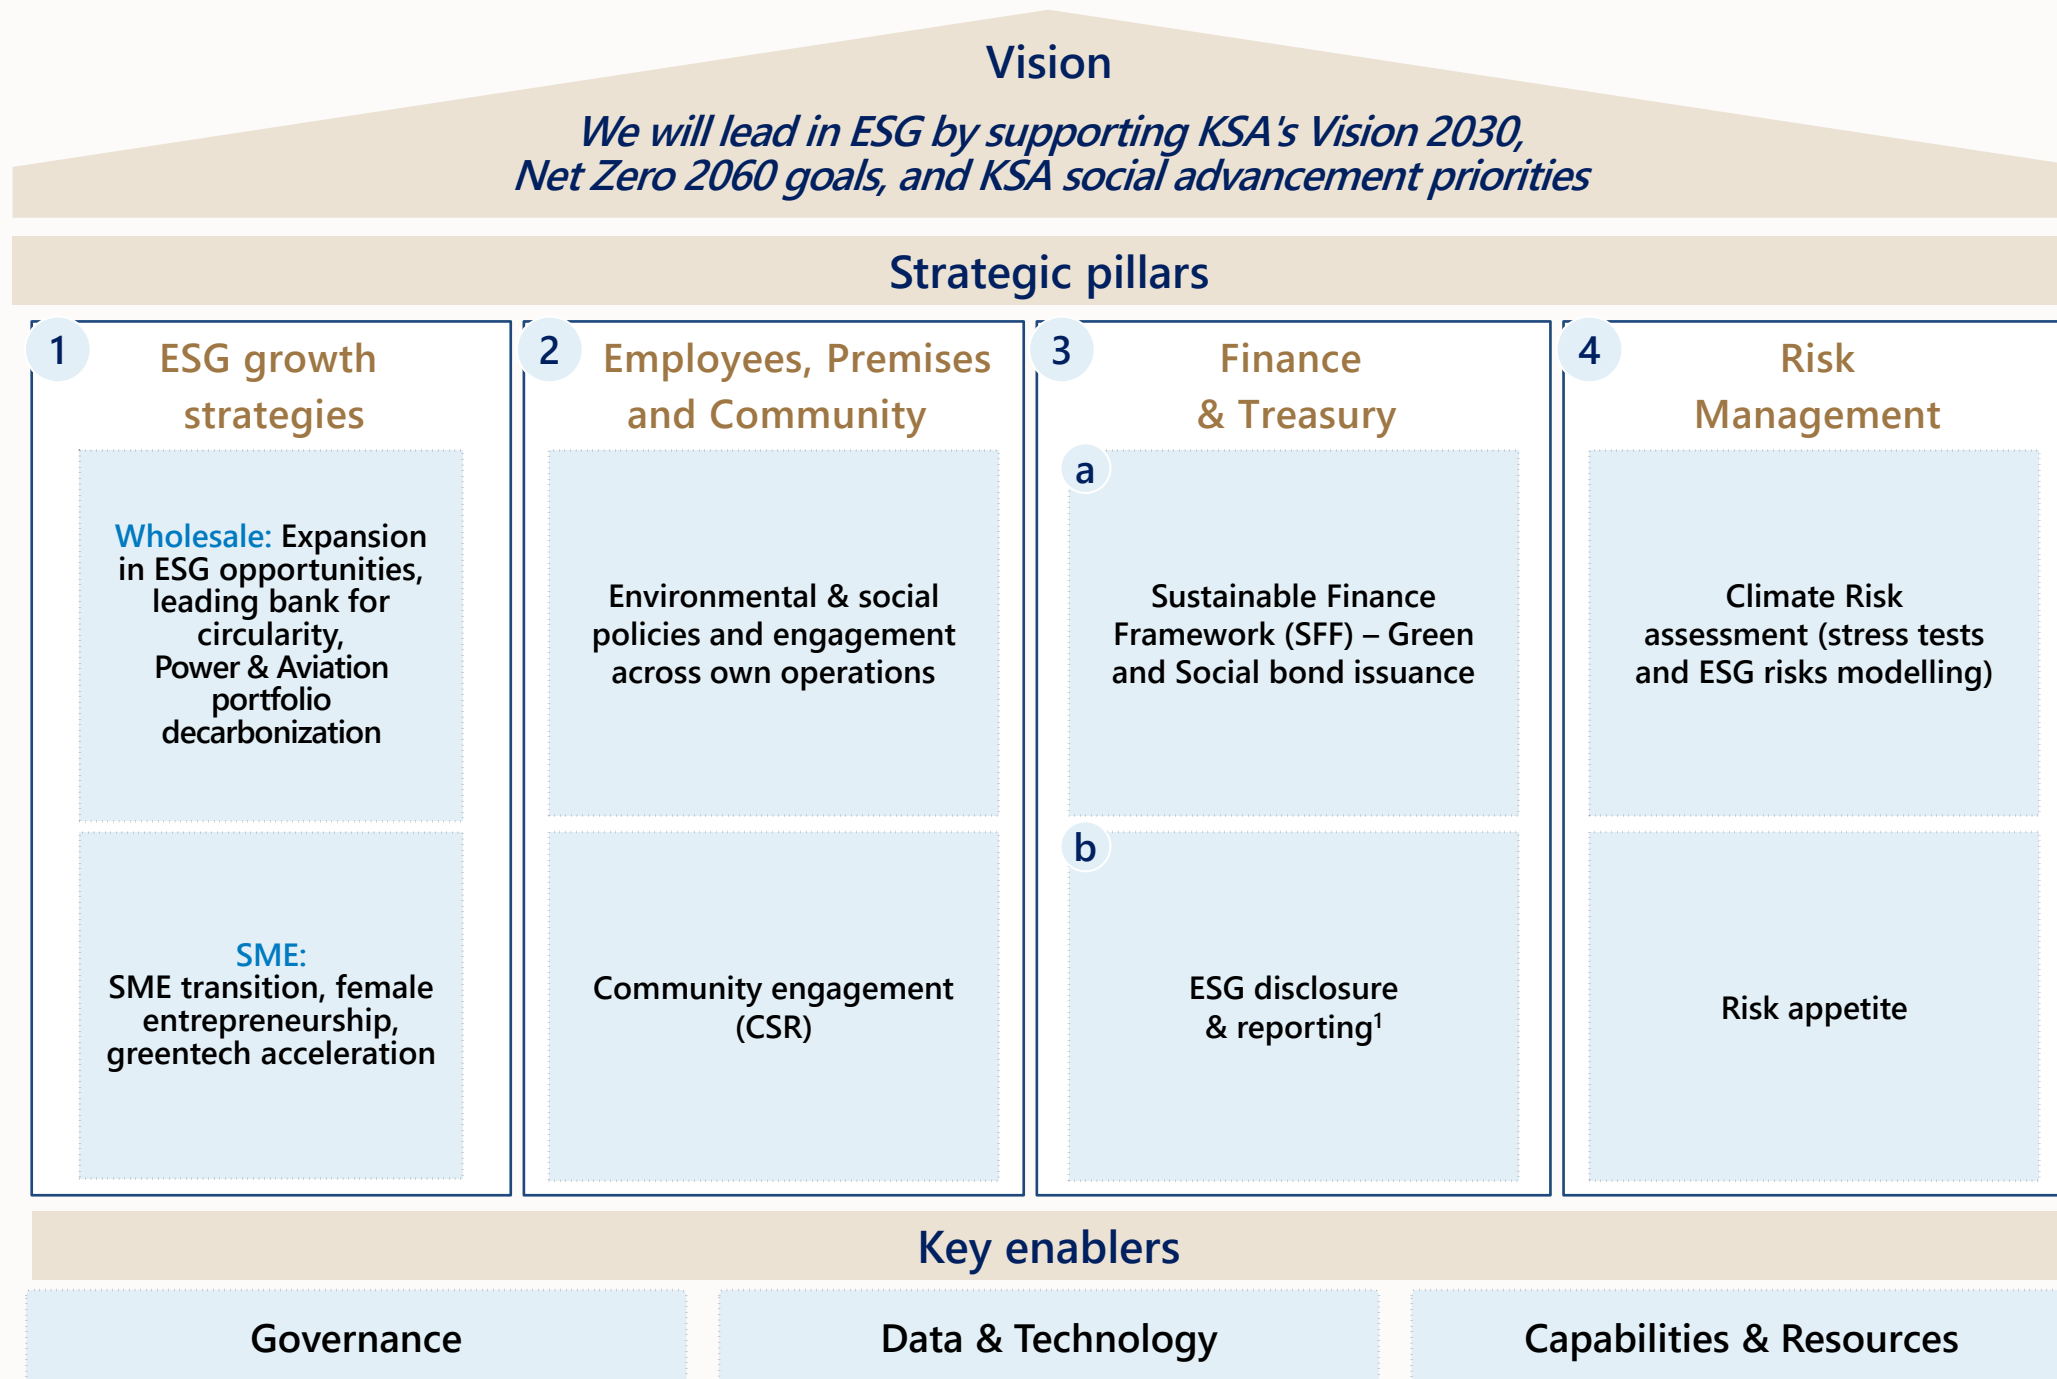 Vision
We will lead in ESG by supporting KSA's Vision 2030,
Net Zero 2060 goals, and KSA social advancement priorities
Strategic pillars
1
ESG growth
strategies
Wholesale: Expansion
in ESG opportunities,
leading bank for
circularity,
Power & Aviation
portfolio
decarbonization
SME:
SME transition, female
entrepreneurship,
greentech acceleration
2
Employees, Premises
and Community
Environmental & social
policies and engagement
across own operations
Community engagement
(CSR)
3
Finance
& Treasury
a
Sustainable Finance
Framework (SFF) – Green
and Social bond issuance
b
ESG disclosure
& reporting¹
4
Risk
Management
Climate Risk
assessment (stress tests
and ESG risks modelling)
Risk appetite
Key enablers
Governance
Data & Technology
Capabilities & Resources